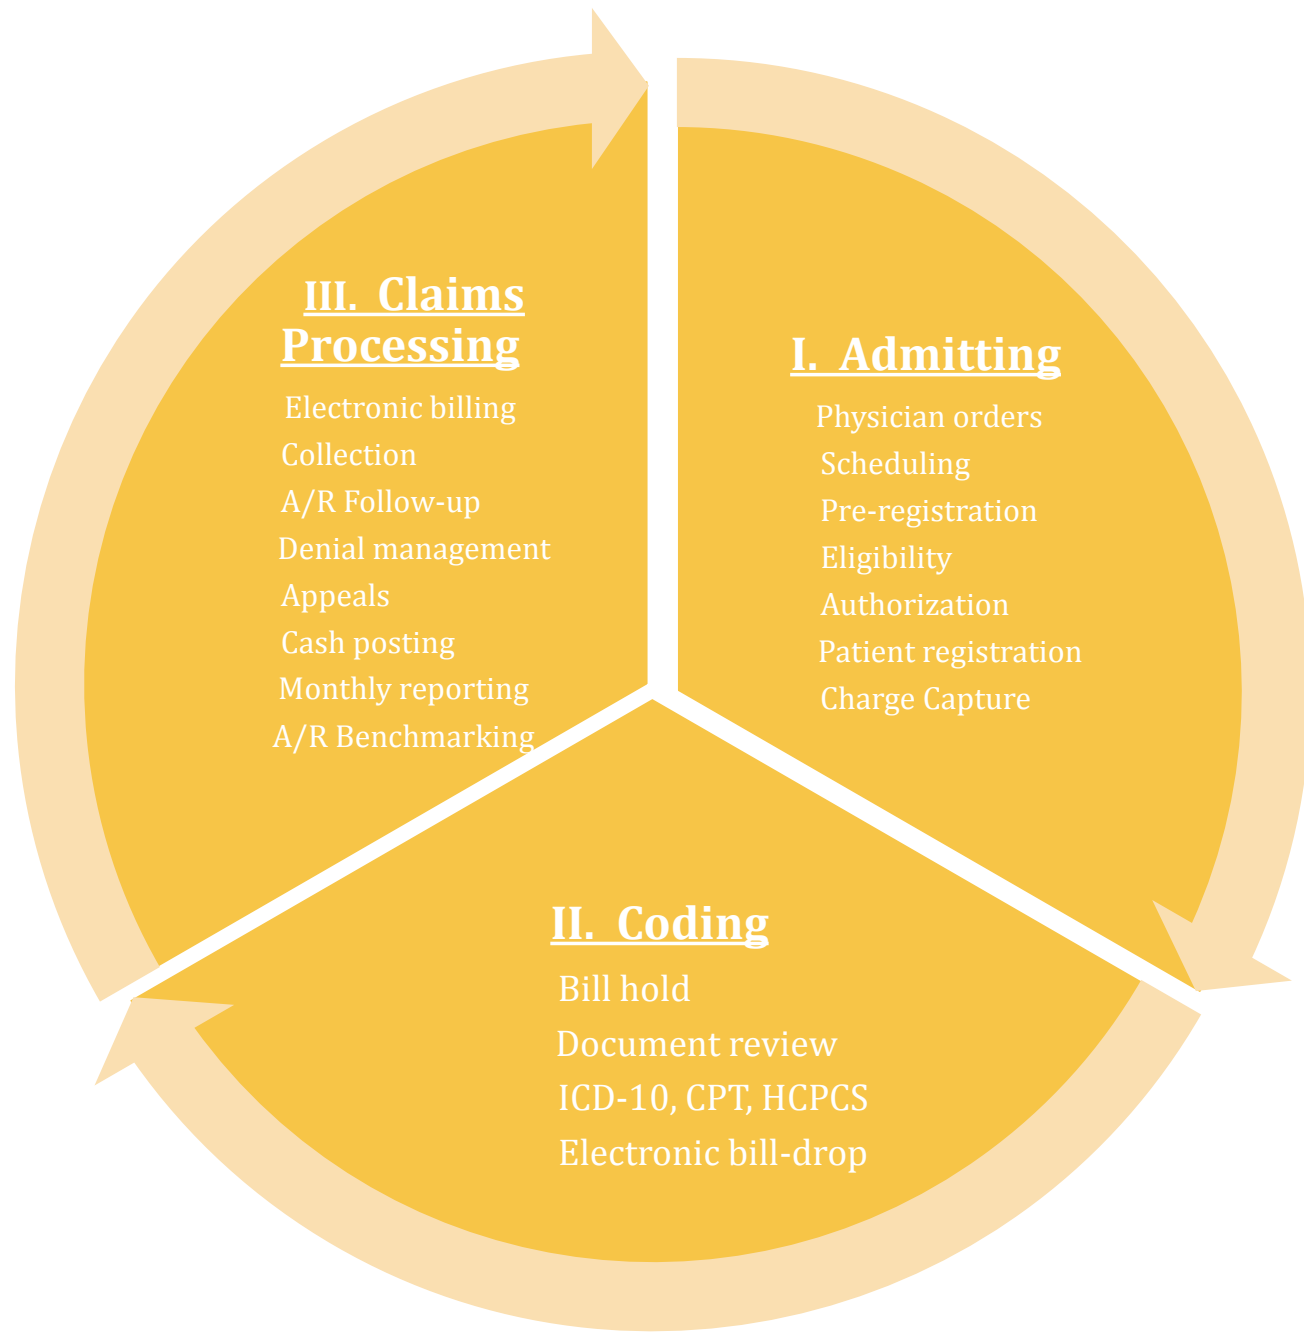 I. Admitting
Physician orders
Scheduling
Pre-registration
Eligibility
Authorization
Patient registration
Charge Capture
II. Coding
Bill hold
Document review
ICD-10, CPT, HCPCS
Electronic bill-drop
III. Claims
Processing
Electronic billing
Collection
A/R Follow-up
Denial management
Appeals
Cash posting
Monthly reporting
A/R Benchmarking